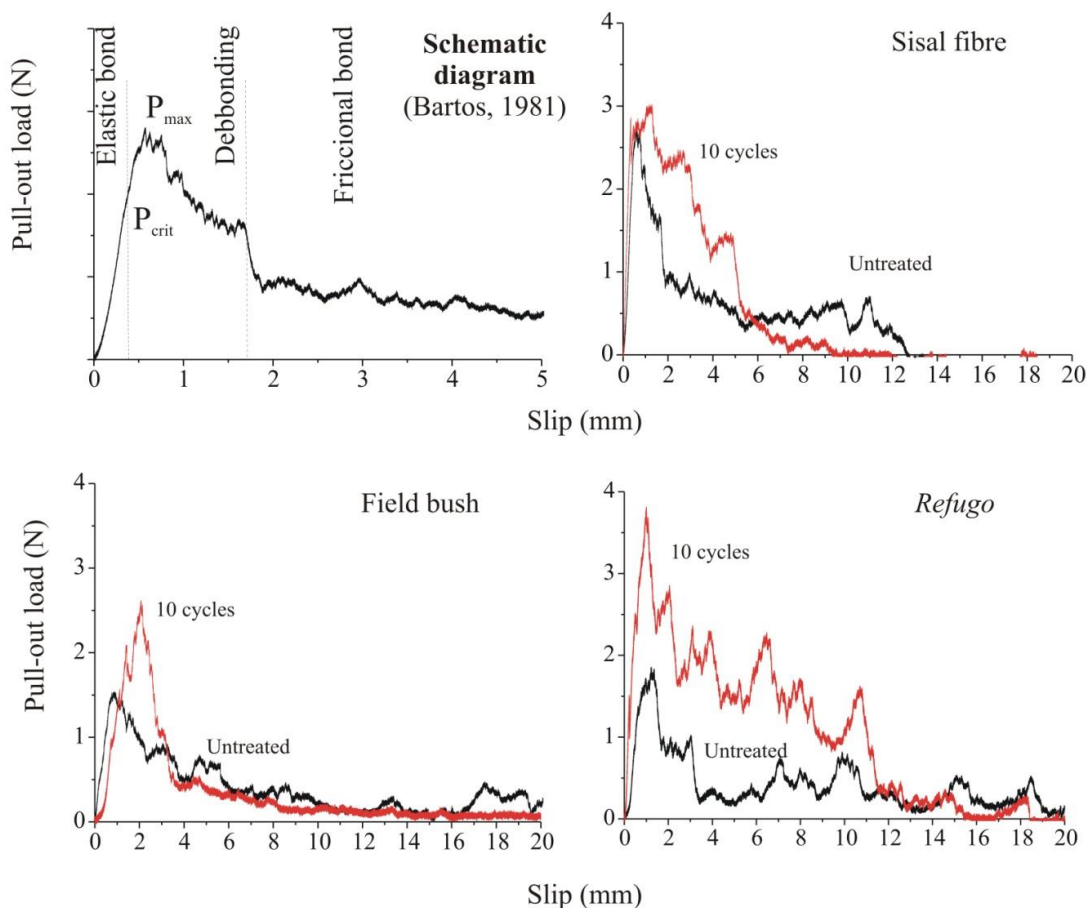 Pull-out load (N)
Elastic bond
P max
P crit
Debbonding
Friccional bond
Schematic
diagram
(Bartos, 1981)
0 1 2 3 4 5
Sisal fibre
4
3
2
1
0
10 cycles
Untreated
0 2 4 6 8 10 12 14 16 18 20
Slip (mm)
Pull-out load (N)
Field bush
4
3
2
1
0
10 cycles
Untreated
0 2 4 6 8 10 12 14 16 18 20
Refugo
4
3
2
1
0
10 cycles
Untreated
0 2 4 6 8 10 12 14 16 18 20
Slip (mm)